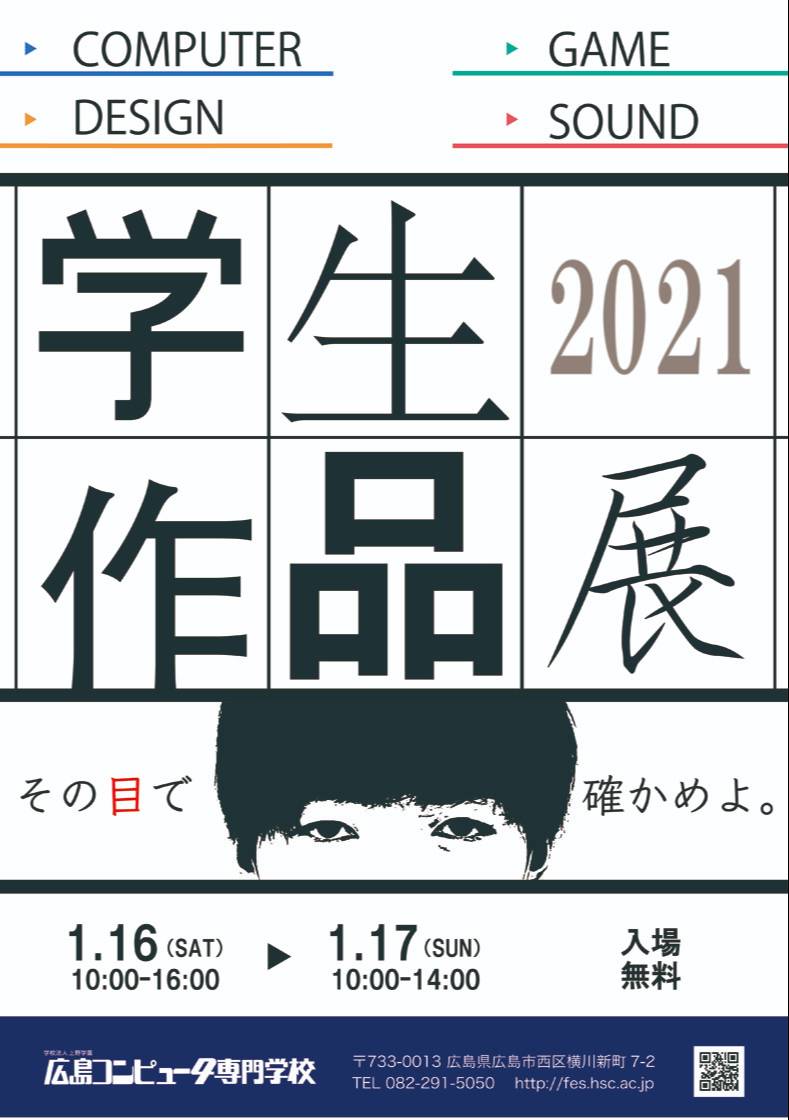 COMPUTER
GAME
DESIGN
SOUND
学生 2021
作品展
その目で 確かめよ。
1.16 (SAT) ▶ 1.17 (SUN)
10:00-16:00 10:00-14:00
入場
無料
学校法人上野学園
広島コンピュータ専門学校
〒733-0013 広島県広島市西区横川新町 7-2
TEL 082-291-5050 http://fes.hsc.ac.jp